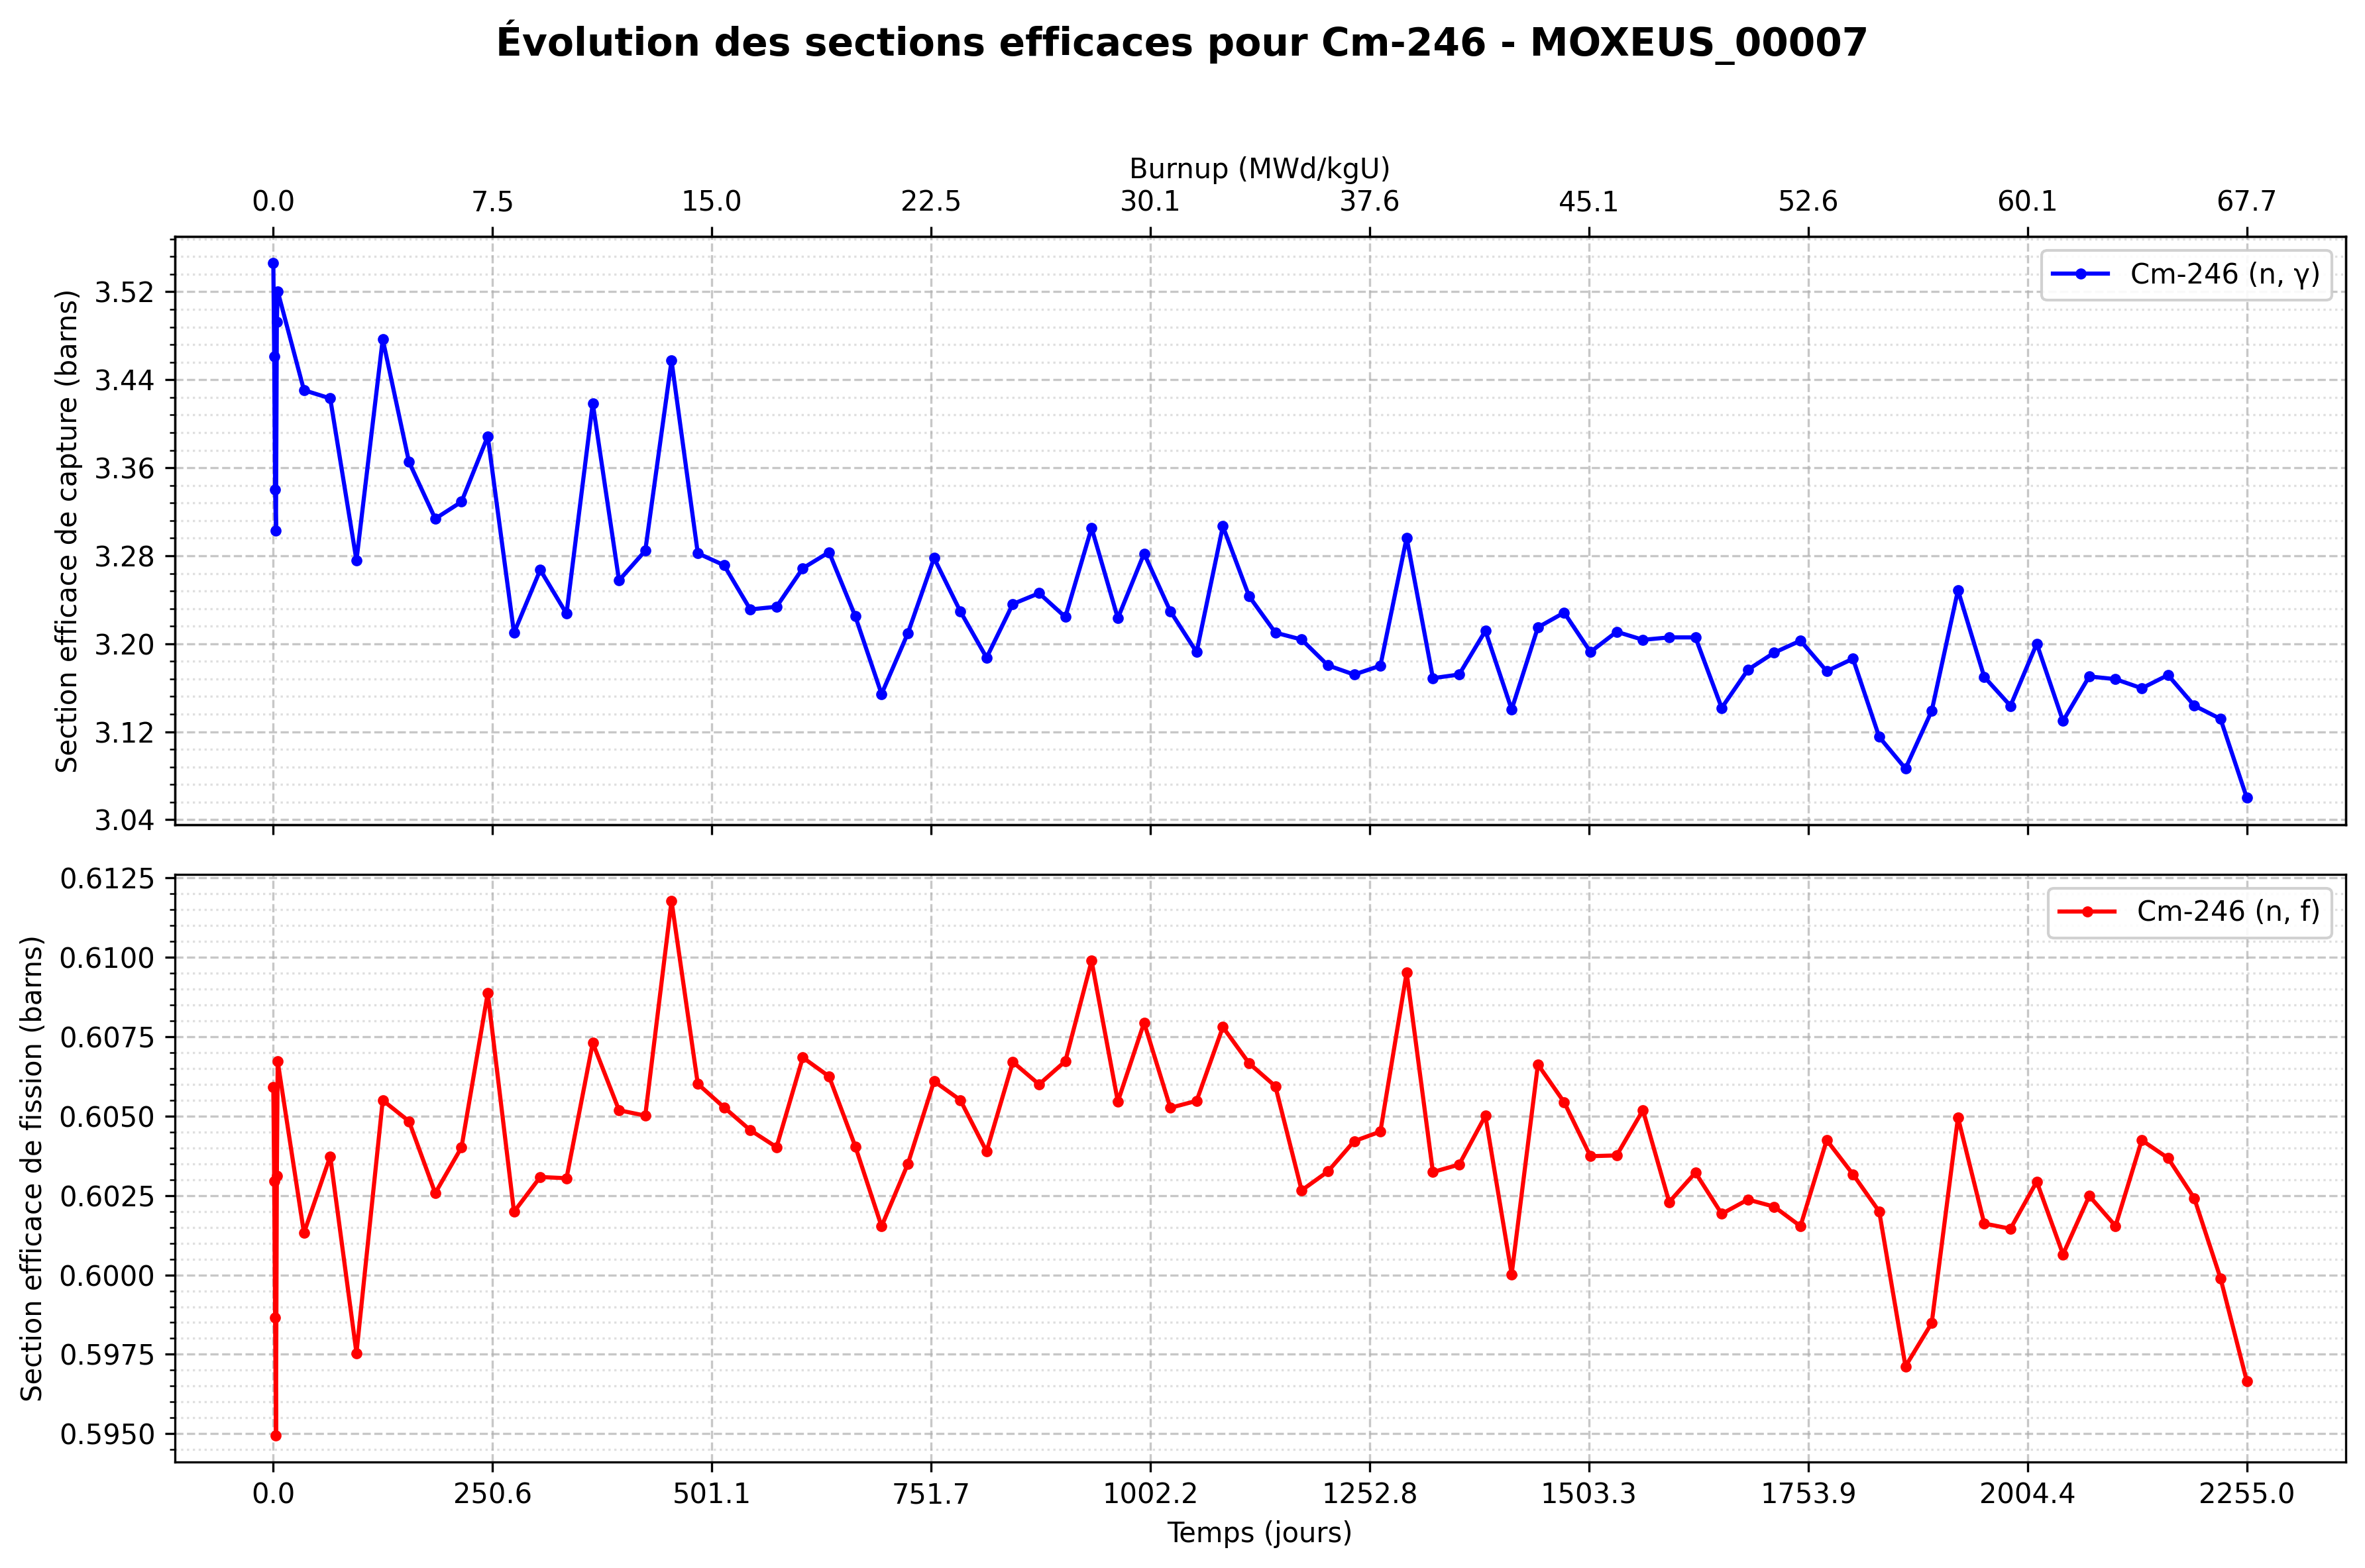 Évolution des sections efficaces pour Cm-246 - MOXEUS_00007
Burnup (MWd/kgU)
0.0 7.5 15.0 22.5 30.1 37.6 45.1 52.6 60.1 67.7
Section efficace de capture (barns)
3.52
3.44
3.36
3.28
3.20
3.12
3.04
Cm-246 (n, γ)
Section efficace de fission (barns)
0.6125
0.6100
0.6075
0.6050
0.6025
0.6000
0.5975
0.5950
Cm-246 (n, f)
0.0 250.6 501.1 751.7 1002.2 1252.8 1503.3 1753.9 2004.4 2255.0
Temps (jours)